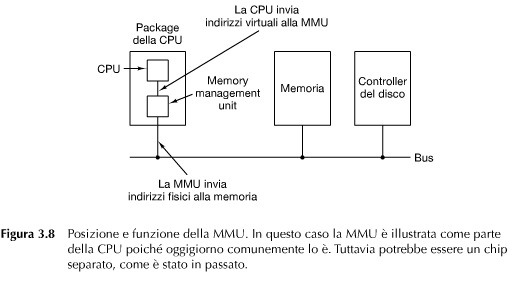 La CPU invia
indirizzi virtuali alla MMU
Package
della CPU
CPU
Memory
management
unit
Memoria
Controller
del disco
Bus
La MMU invia
indirizzi fisici alla memoria
Figura 3.8 Posizione e funzione della MMU. In questo caso la MMU è illustrata come parte
della CPU poiché oggigiorno comunemente lo è. Tuttavia potrebbe essere un chip
separato, come è stato in passato.